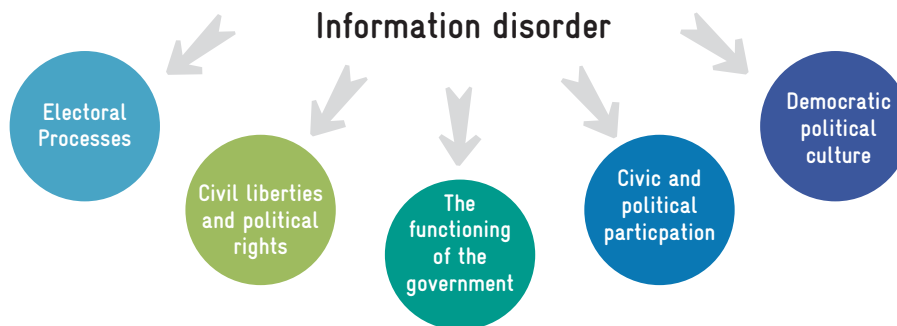 Information disorder
Electoral
Processes
Civil liberties
and political
rights
The
functioning
of the
government
Civic and
political
particpation
Democratic
political
culture